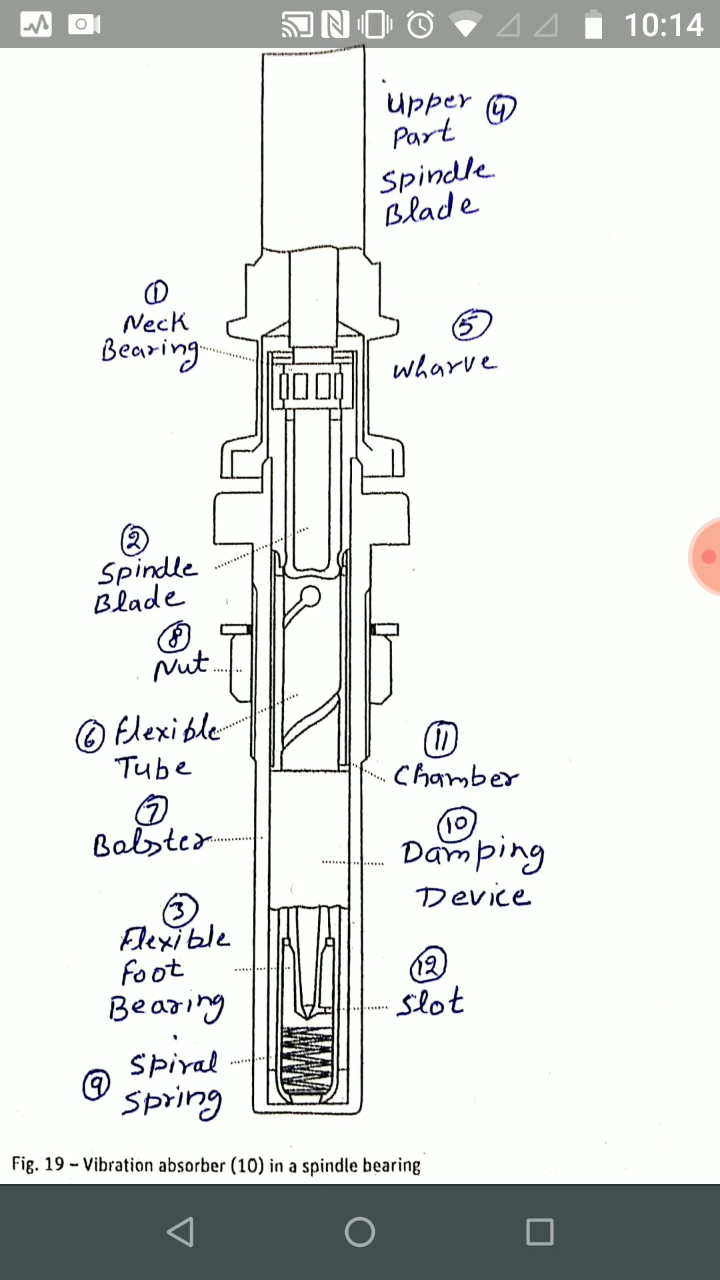 10:14
Upper ④
Part
Spindle
Blade
①
Neck
Bearing
⑤
Wharve
②
Spindle
Blade
⑧
Nut
⑥ Flexible
Tube
⑪
Chamber
⑦
Balster
⑩
Damping
Device
③
Flexible
Foot
Bearing
⑫
Slot
⑨ Spiral
Spring
Fig. 19 – Vibration absorber (10) in a spindle bearing